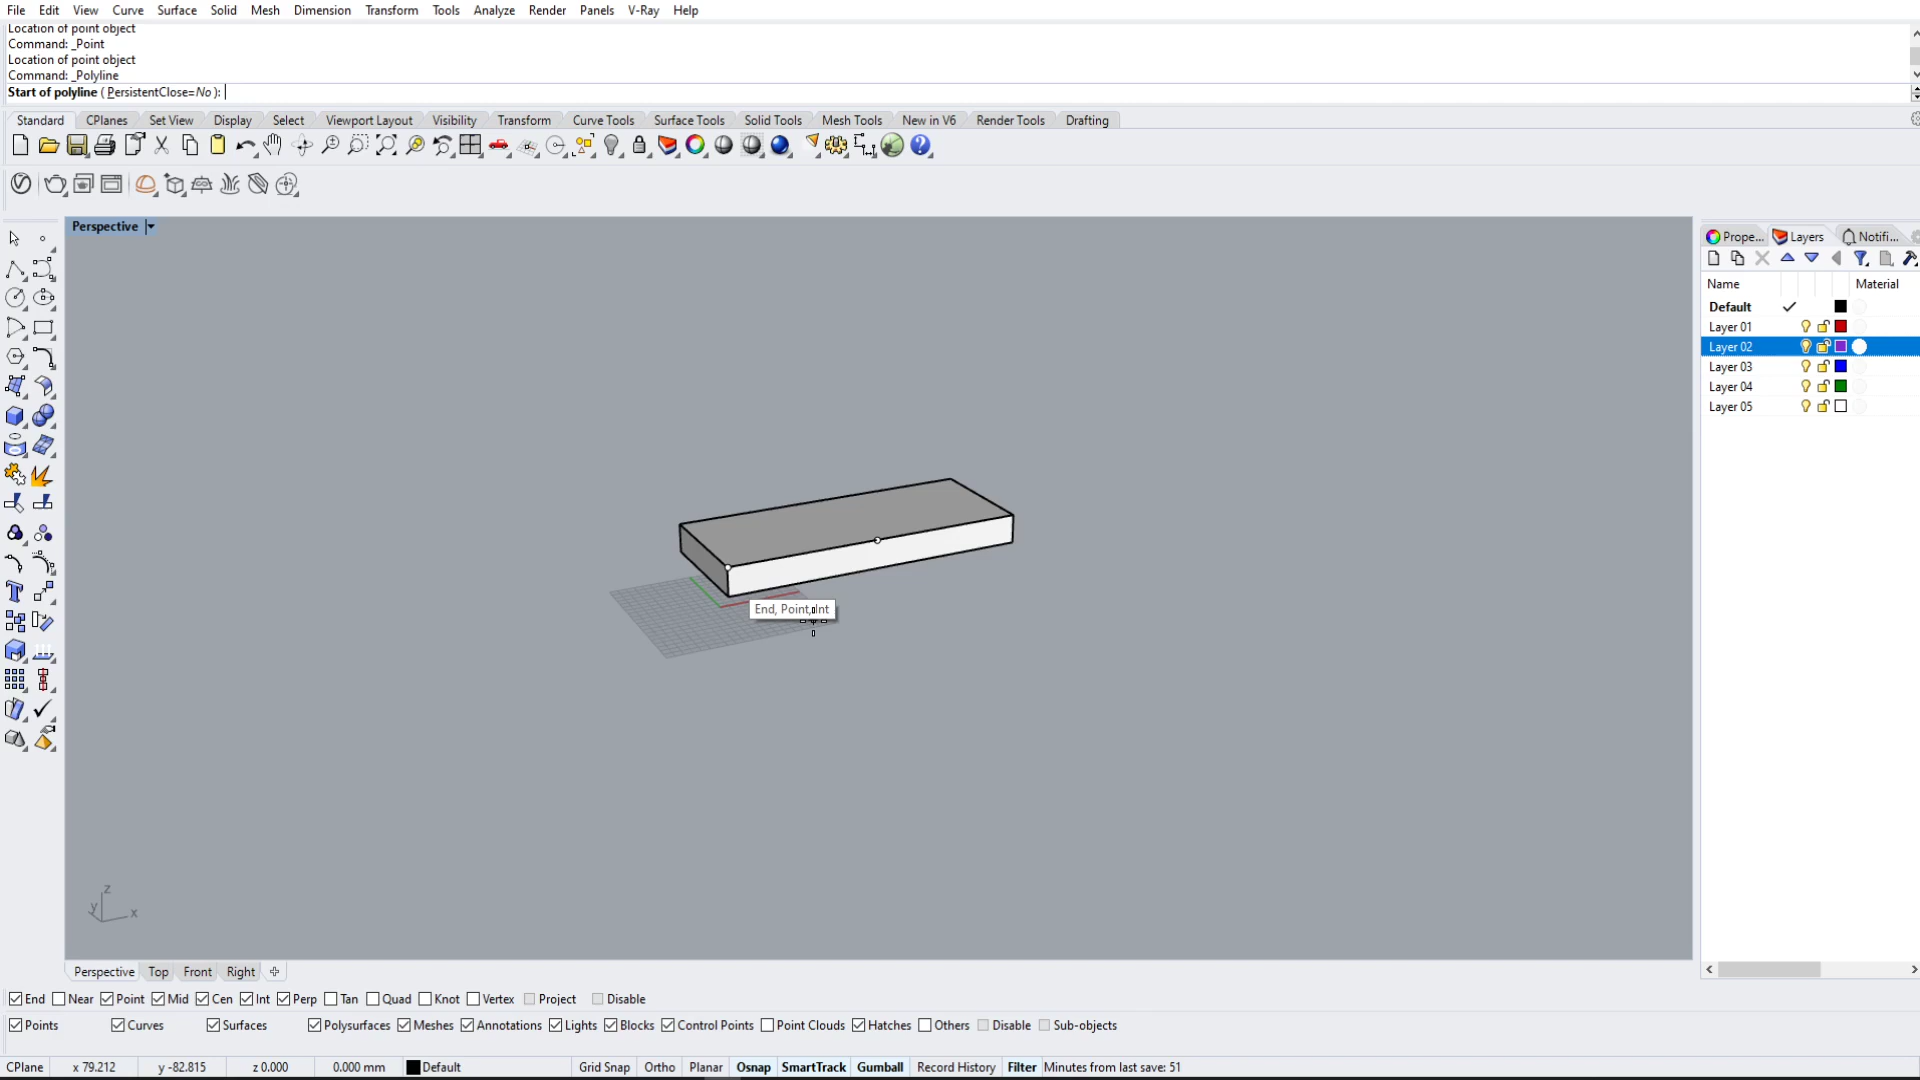 File Edit View Curve Surface Solid Mesh Dimension Transform Tools Analyze Render Panels V-Ray Help
Location of point object
Command: _Point
Location of point object
Command: _Polyline
Start of polyline ( PersistentClose=No ):
Standard CPlanes Set View Display Select Viewport Layout Visibility Transform Curve Tools Surface Tools Solid Tools Mesh Tools New in V6 Render Tools Drafting
Perspective
Prope... Layers Notifi...
Name Material
Default
Layer 01
Layer 02
Layer 03
Layer 04
Layer 05
End, Point, Int
z
y x
Perspective Top Front Right
End Near Point Mid Cen Int Perp Tan Quad Knot Vertex Project Disable
Points Curves Surfaces Polysurfaces Meshes Annotations Lights Blocks Control Points Point Clouds Hatches Others Disable Sub-objects
CPlane x 79.212 y -82.815 z 0.000 0.000 mm Default Grid Snap Ortho Planar Osnap SmartTrack Gumball Record History Filter Minutes from last save: 51